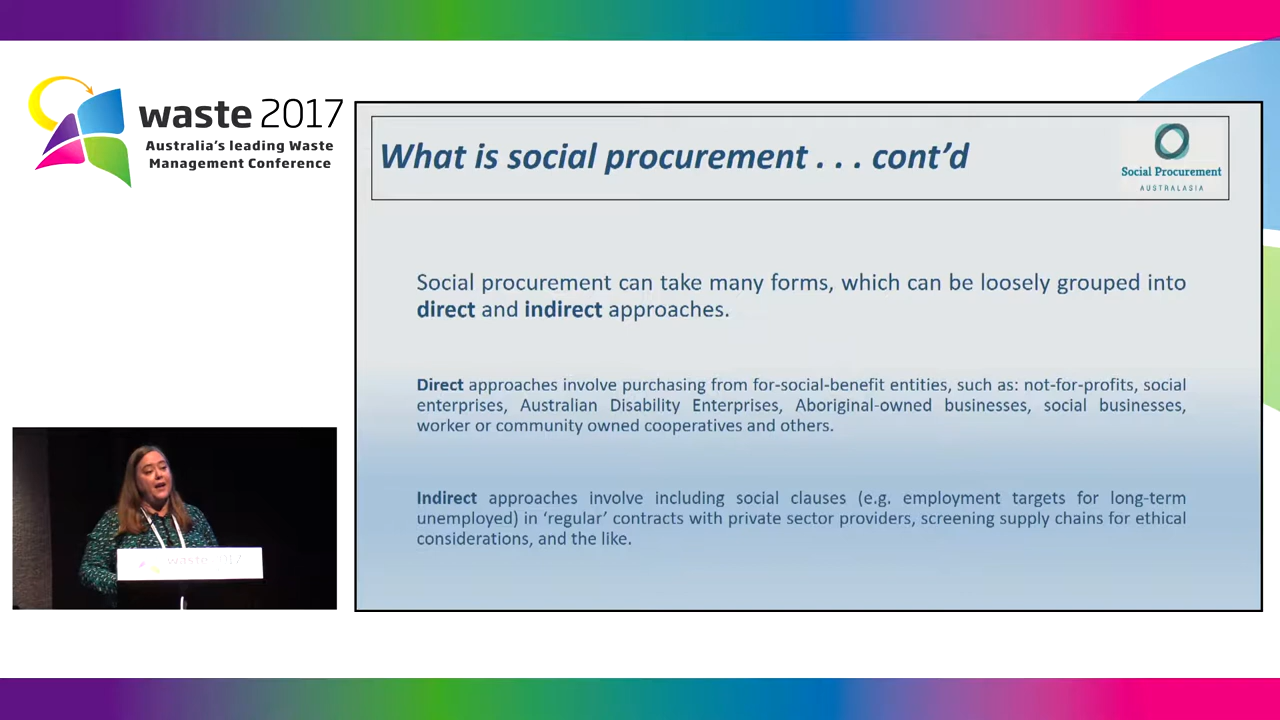 waste 2017
Australia's leading Waste
Management Conference
What is social procurement . . . cont'd
Social Procurement
AUSTRALASIA
Social procurement can take many forms, which can be loosely grouped into
direct and indirect approaches.
Direct approaches involve purchasing from for-social-benefit entities, such as: not-for-profits, social
enterprises, Australian Disability Enterprises, Aboriginal-owned businesses, social businesses,
worker or community owned cooperatives and others.
Indirect approaches involve including social clauses (e.g. employment targets for long-term
unemployed) in ‘regular’ contracts with private sector providers, screening supply chains for ethical
considerations, and the like.
waste 2017